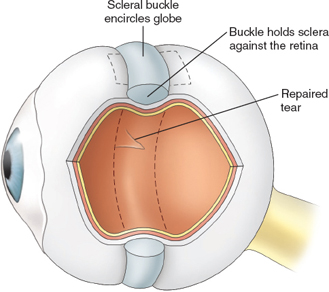 Scleral buckle
encircles globe
Buckle holds sclera
against the retina
Repaired
tear